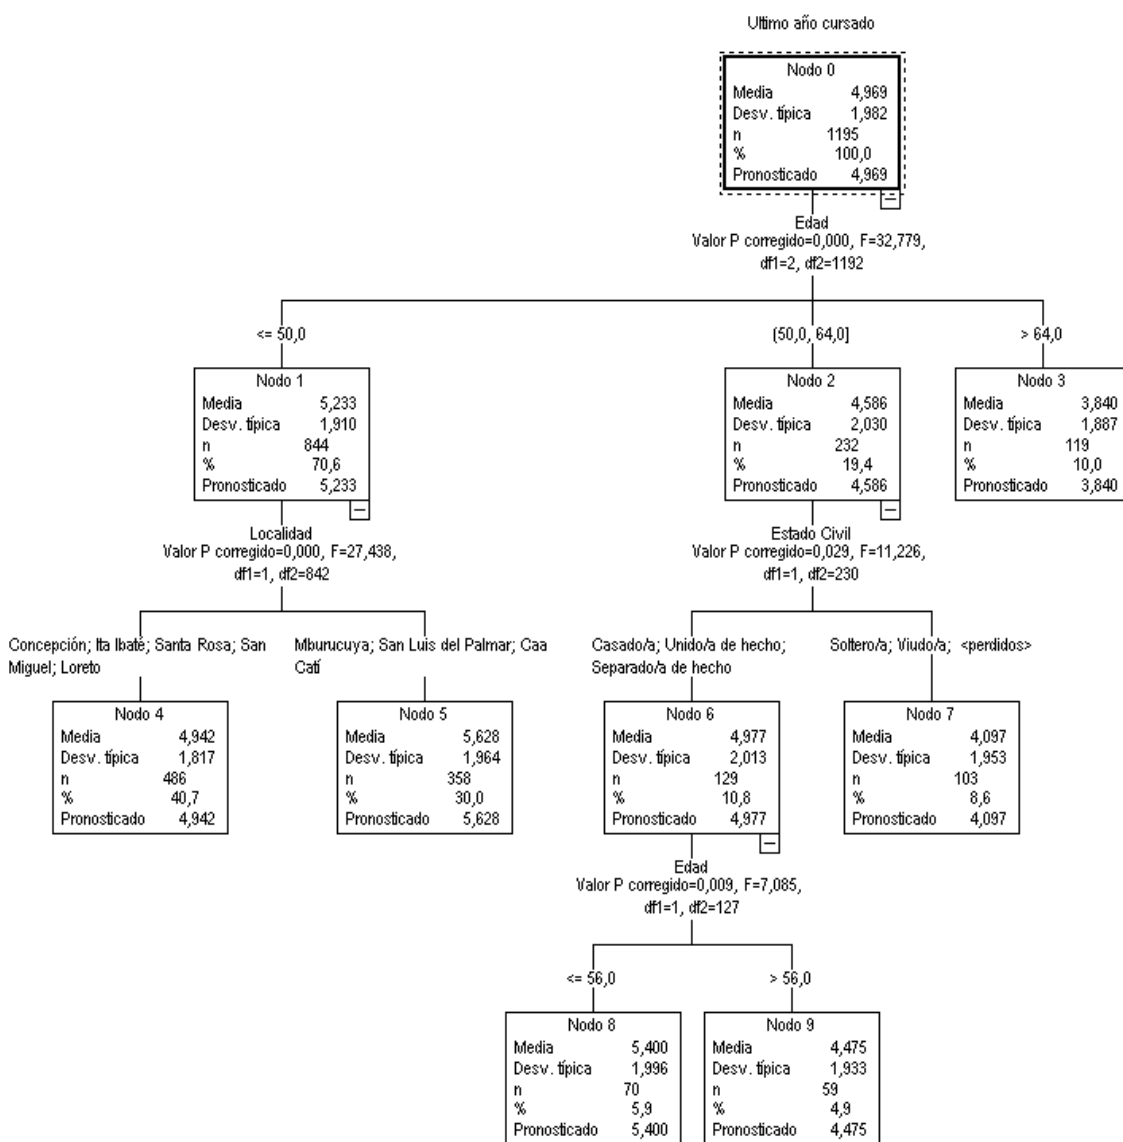 Ultimo año cursado
Nodo 0
Media 4,969
Desv. típica 1,982
n 1195
% 100,0
Pronosticado 4,969
Edad
Valor P corregido=0,000, F=32,779,
df1=2, df2=1192
<= 50,0
(50,0, 64,0]
> 64,0
Nodo 1
Media 5,233
Desv. típica 1,910
n 844
% 70,6
Pronosticado 5,233
Nodo 2
Media 4,586
Desv. típica 2,030
n 232
% 19,4
Pronosticado 4,586
Nodo 3
Media 3,840
Desv. típica 1,887
n 119
% 10,0
Pronosticado 3,840
Localidad
Valor P corregido=0,000, F=27,438,
df1=1, df2=842
Estado Civil
Valor P corregido=0,029, F=11,226,
df1=1, df2=230
Concepción; Ita Ibaté; Santa Rosa; San
Miguel; Loreto
Mburucuya; San Luis del Palmar; Caa
Catí
Casado/a; Unido/a de hecho;
Separado/a de hecho
Soltero/a; Viudo/a; <perdidos>
Nodo 4
Media 4,942
Desv. típica 1,817
n 486
% 40,7
Pronosticado 4,942
Nodo 5
Media 5,628
Desv. típica 1,964
n 358
% 30,0
Pronosticado 5,628
Nodo 6
Media 4,977
Desv. típica 2,013
n 129
% 10,8
Pronosticado 4,977
Nodo 7
Media 4,097
Desv. típica 1,953
n 103
% 8,6
Pronosticado 4,097
Edad
Valor P corregido=0,009, F=7,085,
df1=1, df2=127
<= 56,0
> 56,0
Nodo 8
Media 5,400
Desv. típica 1,996
n 70
% 5,9
Pronosticado 5,400
Nodo 9
Media 4,475
Desv. típica 1,933
n 59
% 4,9
Pronosticado 4,475